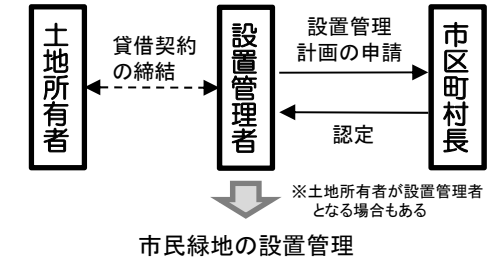 土地所有者
貸借契約
の締結
設置管理者
設置管理
計画の申請
認定
市区町村長
※土地所有者が設置管理者
となる場合もある
市民緑地の設置管理